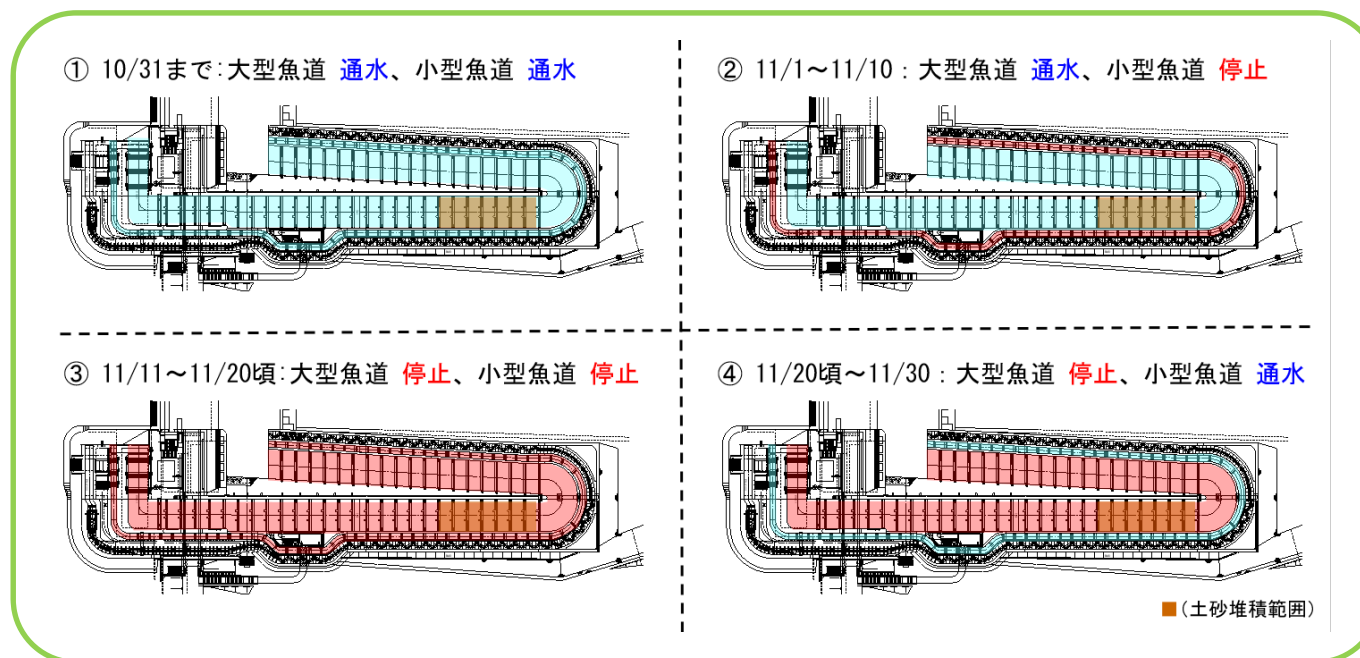 ① 10/31まで:大型魚道 通水、小型魚道 通水
② 11/1～11/10：大型魚道 通水、小型魚道 停止
③ 11/11～11/20頃:大型魚道 停止、小型魚道 停止
④ 11/20頃～11/30：大型魚道 停止、小型魚道 通水
■(土砂堆積範囲)